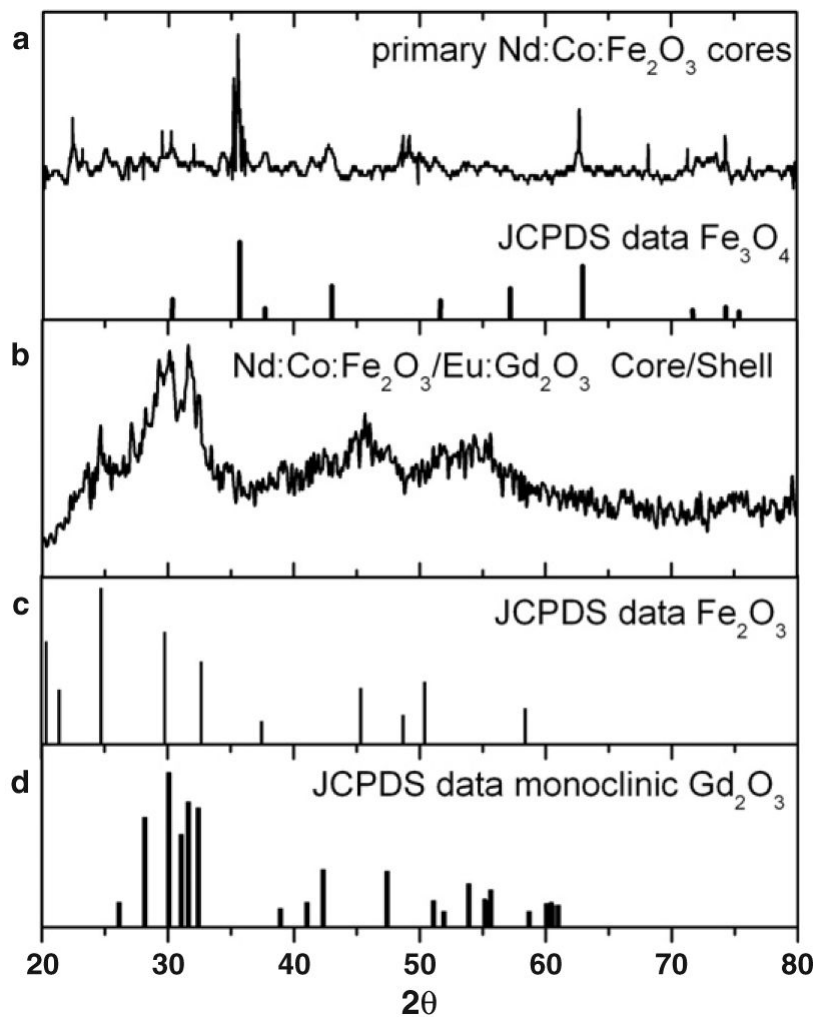 a
primary Nd:Co:Fe₂O₃ cores
JCPDS data Fe₃O₄
b
Nd:Co:Fe₂O₃/Eu:Gd₂O₃ Core/Shell
c
JCPDS data Fe₂O₃
d
JCPDS data monoclinic Gd₂O₃
20 30 40 50 60 70 80
2θ